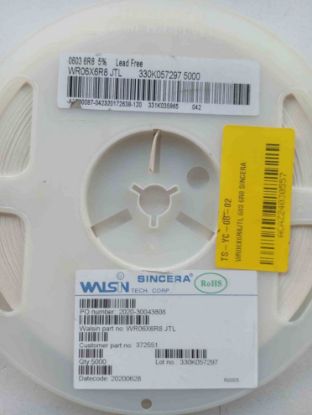 0603 6R8 5% Lead Free
WR06X6R8 JTL 330K057297 5000
331K035965 042
TS-YC-08-02
WALSIN SINCERA®
TECH. CORP.
RoHS
PO number: 2020-30043808
Walsin part no: WR06X6R8 JTL
Customer part no: 372551
Qty 5000 Lot no: 330K057297
Datecode: 20200628